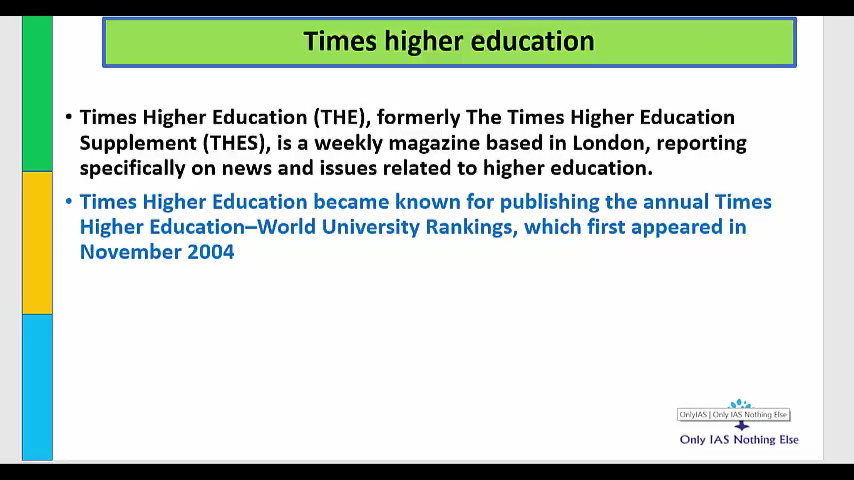 Times higher education
• Times Higher Education (THE), formerly The Times Higher Education
Supplement (THES), is a weekly magazine based in London, reporting
specifically on news and issues related to higher education.
• Times Higher Education became known for publishing the annual Times
Higher Education–World University Rankings, which first appeared in
November 2004
OnlyIAS | Only IAS Nothing Else
Only IAS Nothing Else